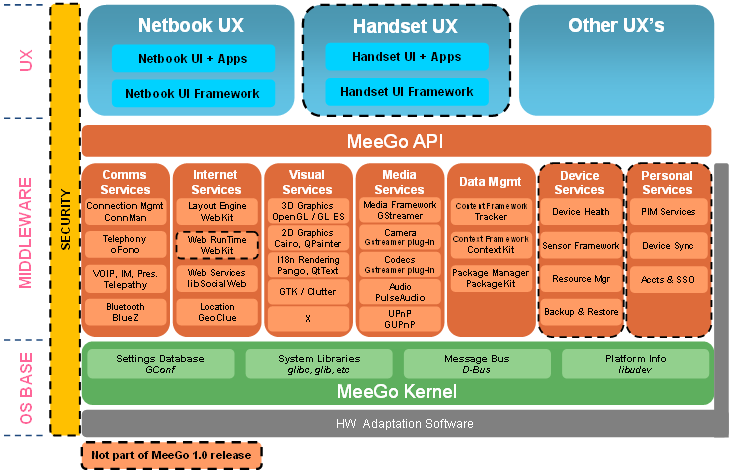 UX
Netbook UX
Netbook UI + Apps
Netbook UI Framework
Handset UX
Handset UI + Apps
Handset UI Framework
Other UX's
SECURITY
MIDDLEWARE
MeeGo API
Comms
Services
Connection Mgmt
ConnMan
Telephony
oFono
VOIP, IM, Pres.
Telepathy
Bluetooth
BlueZ
Internet
Services
Layout Engine
WebKit
Web RunTime
WebKit
Web Services
libSocialWeb
Location
GeoClue
Visual
Services
3D Graphics
OpenGL / GL ES
2D Graphics
Cairo, QPainter
I18n Rendering
Pango, QtText
GTK / Clutter
X
Media
Services
Media Framework
GStreamer
Camera
Gstreamer plug-in
Codecs
Gstreamer plug-in
Audio
PulseAudio
UPnP
GUPnP
Data Mgmt
Context Framework
Tracker
Context Framework
ContextKit
Package Manager
PackageKit
Device
Services
Device Health
Sensor Framework
Resource Mgr
Backup & Restore
Personal
Services
PIM Services
Device Sync
Accts & SSO
OS BASE
Settings Database
GConf
System Libraries
glibc, glib, etc
Message Bus
D-Bus
Platform Info
libudev
MeeGo Kernel
HW Adaptation Software
Not part of MeeGo 1.0 release